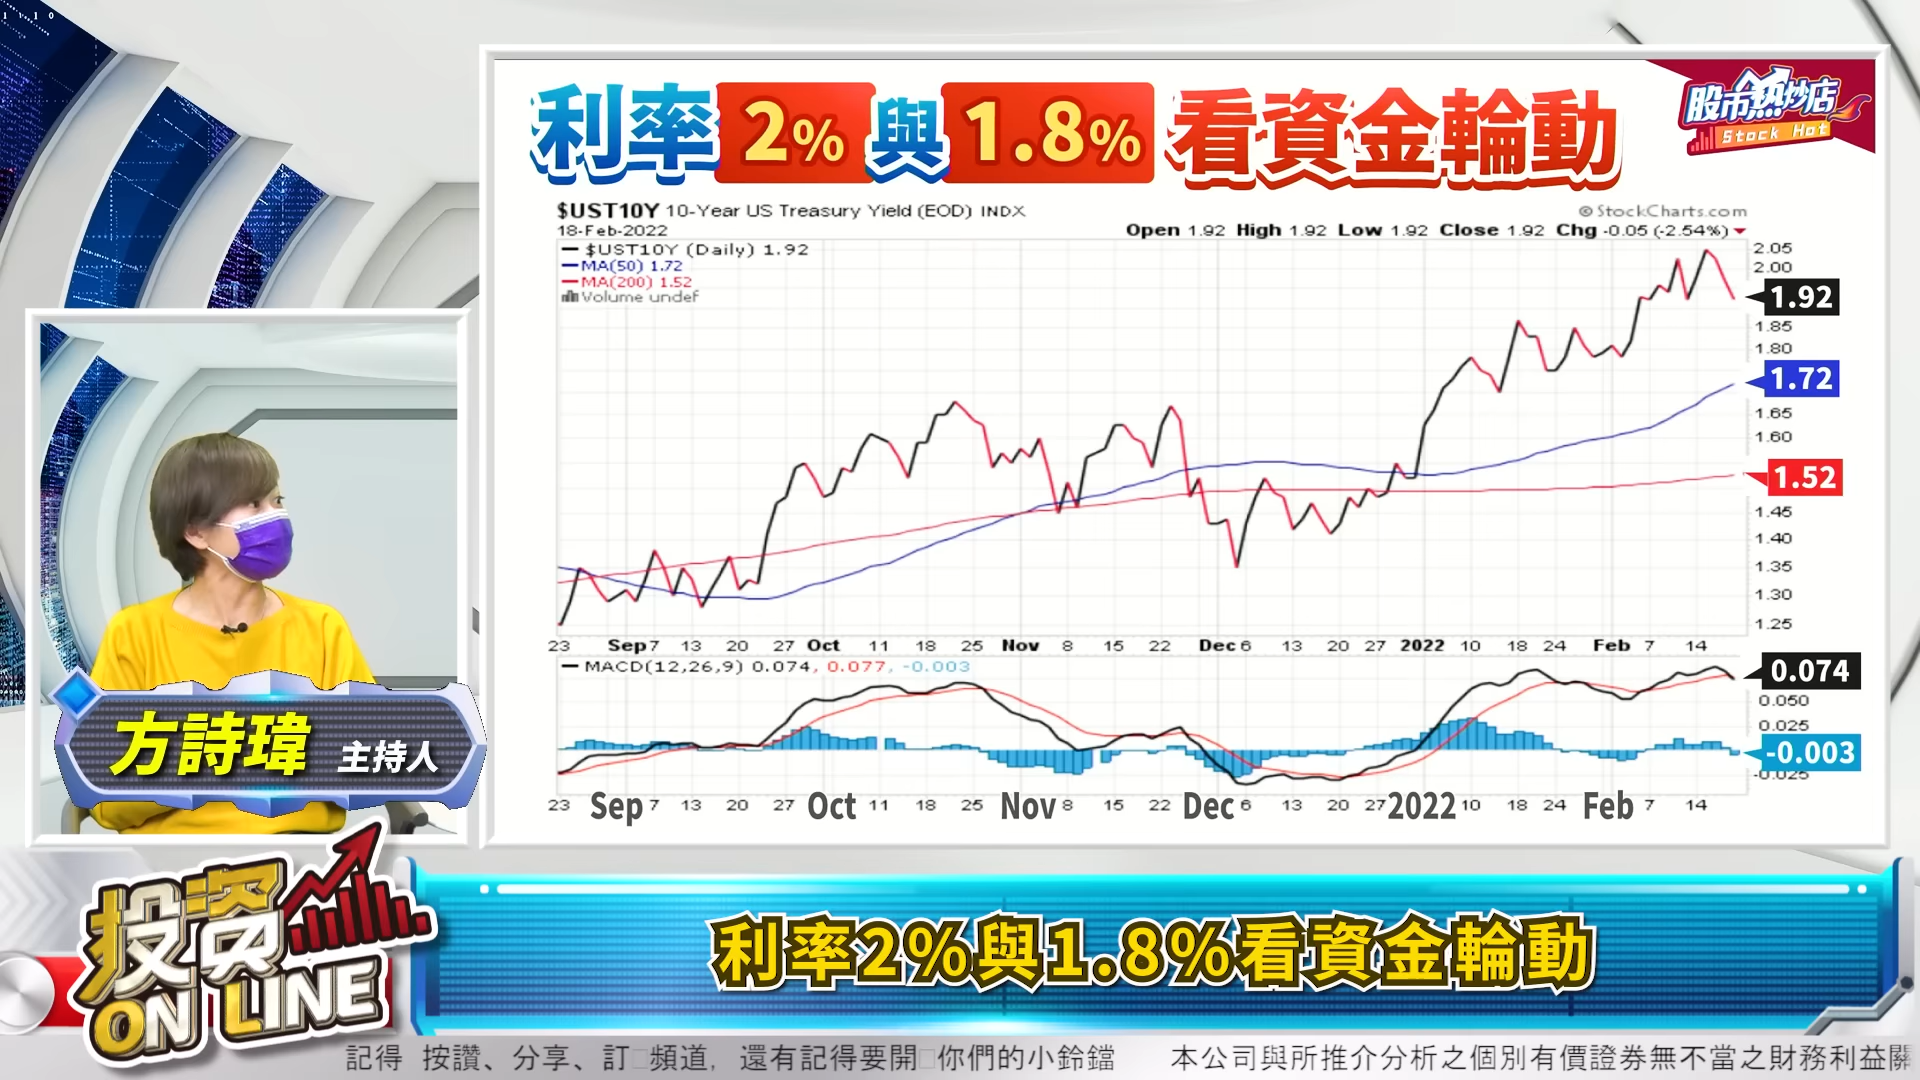 利率2%與1.8%看資金輪動
股市熱炒店
Stock Hot
$UST10Y 10-Year US Treasury Yield (EOD) INDX
© StockCharts.com
18-Feb-2022
Open 1.92 High 1.92 Low 1.92 Close 1.92 Chg -0.05 (-2.54%)
$UST10Y (Daily) 1.92
MA(50) 1.72
MA(200) 1.52
Volume undef
2.05
2.00
1.92
1.85
1.80
1.72
1.65
1.60
1.52
1.45
1.40
1.35
1.30
1.25
23 Sep 7 13 20 27 Oct 11 18 25 Nov 8 15 22 Dec 6 13 20 27 2022 10 18 24 Feb 7 14
MACD(12,26,9) 0.074, 0.077, -0.003
0.074
0.050
0.025
-0.003
-0.025
23 Sep 7 13 20 27 Oct 11 18 25 Nov 8 15 22 Dec 6 13 20 27 2022 10 18 24 Feb 7 14
方詩瑋 主持人
投資
ON LINE
利率2%與1.8%看資金輪動
記得 按讚、分享、訂□頻道, 還有記得要開□你們的小鈴鐺 本公司與所推介分析之個別有價證券無不當之財務利益關